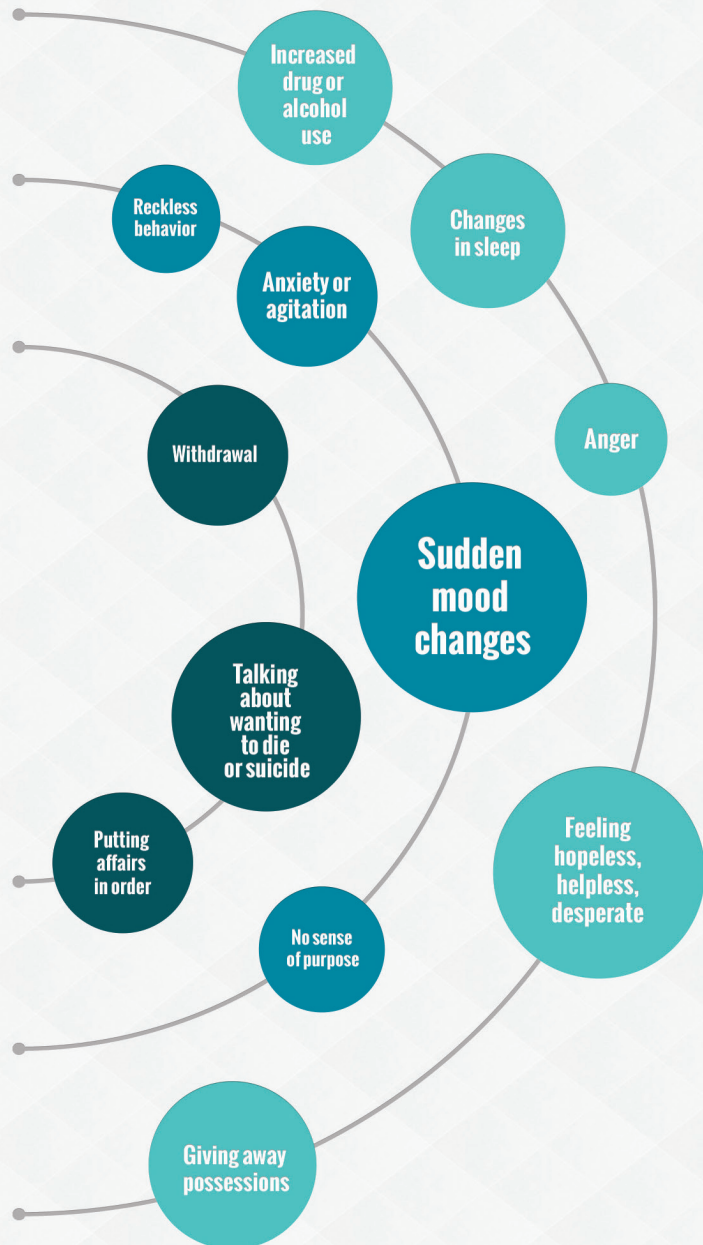 Increased
drug or
alcohol
use
Reckless
behavior
Changes
in sleep
Anxiety or
agitation
Withdrawal
Anger
Sudden
mood
changes
Talking
about
wanting
to die
or suicide
Putting
affairs
in order
Feeling
hopeless,
helpless,
desperate
No sense
of purpose
Giving away
possessions